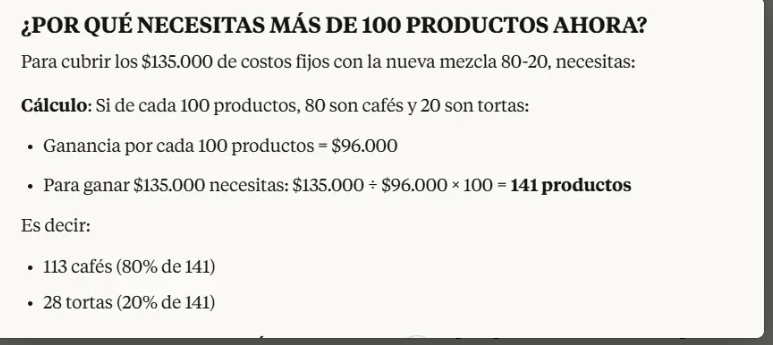 ¿POR QUÉ NECESITAS MÁS DE 100 PRODUCTOS AHORA?
Para cubrir los $135.000 de costos fijos con la nueva mezcla 80-20, necesitas:
Cálculo: Si de cada 100 productos, 80 son cafés y 20 son tortas:
• Ganancia por cada 100 productos = $96.000
• Para ganar $135.000 necesitas: $135.000 ÷ $96.000 × 100 = 141 productos
Es decir:
• 113 cafés (80% de 141)
• 28 tortas (20% de 141)